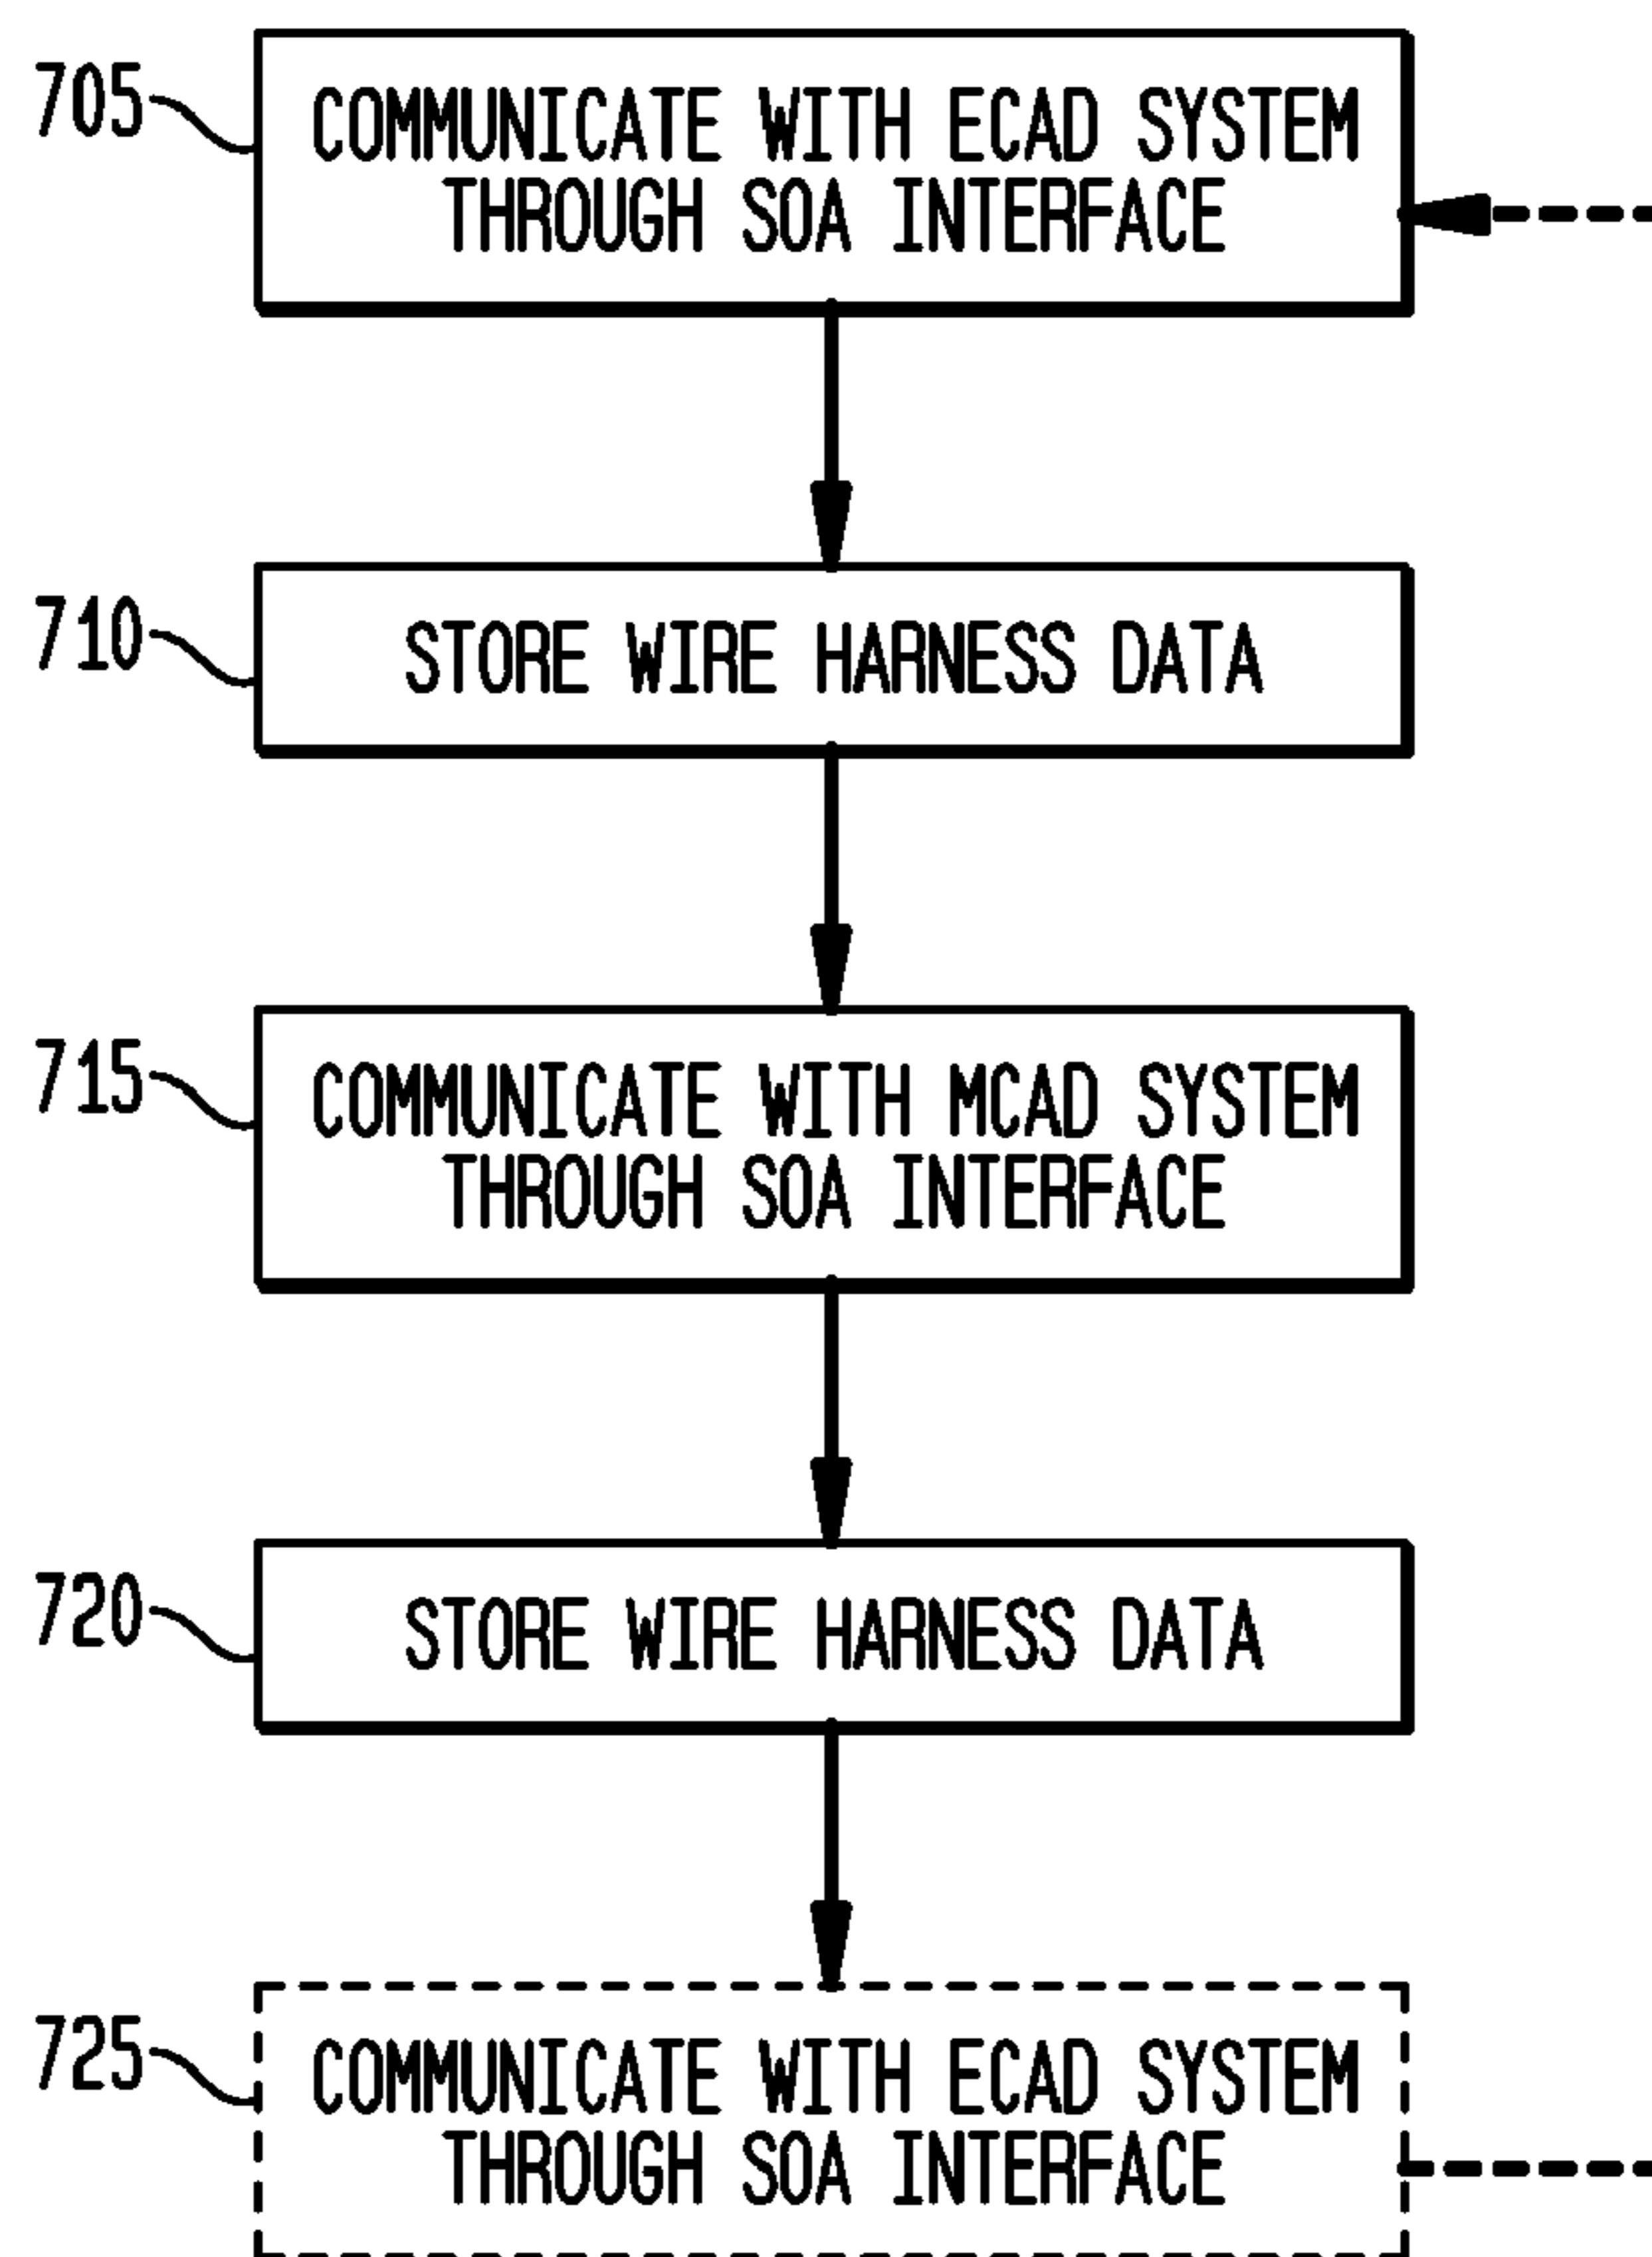 705
COMMUNICATE WITH ECAD SYSTEM
THROUGH SOA INTERFACE
710
STORE WIRE HARNESS DATA
715
COMMUNICATE WITH MCAD SYSTEM
THROUGH SOA INTERFACE
720
STORE WIRE HARNESS DATA
725
COMMUNICATE WITH ECAD SYSTEM
THROUGH SOA INTERFACE